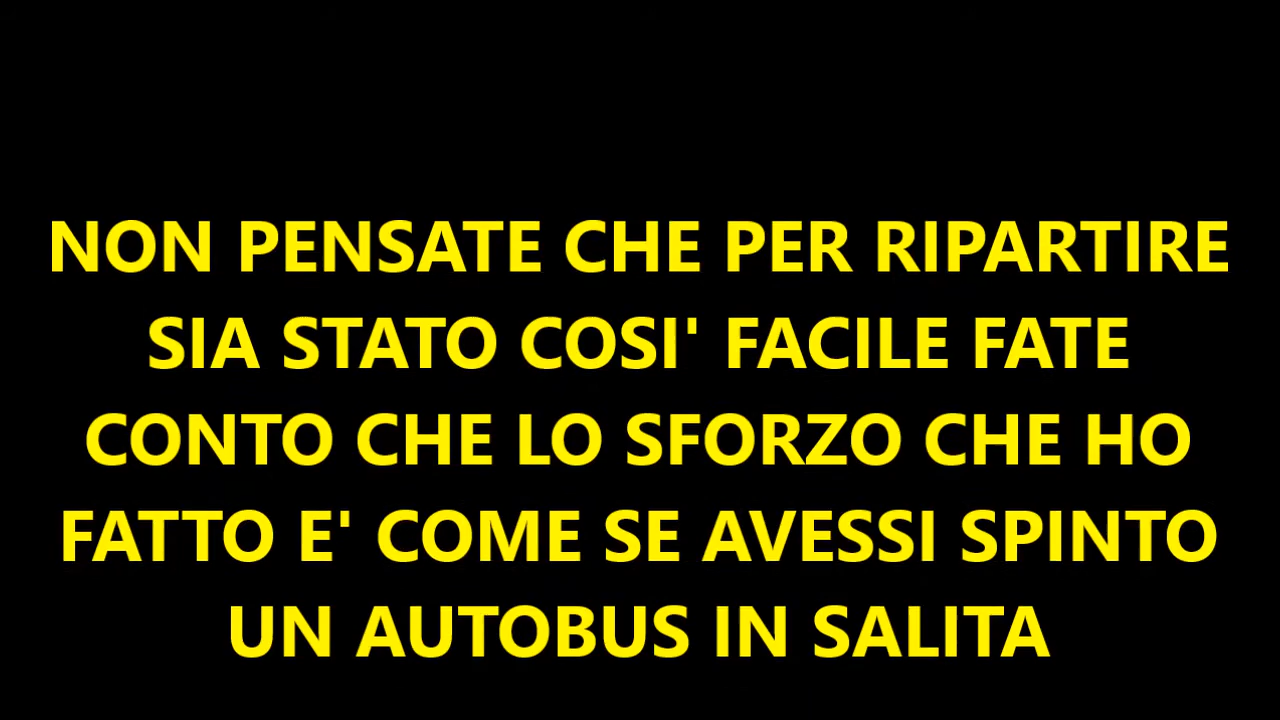 NON PENSATE CHE PER RIPARTIRE
SIA STATO COSI' FACILE FATE
CONTO CHE LO SFORZO CHE HO
FATTO E' COME SE AVESSI SPINTO
UN AUTOBUS IN SALITA